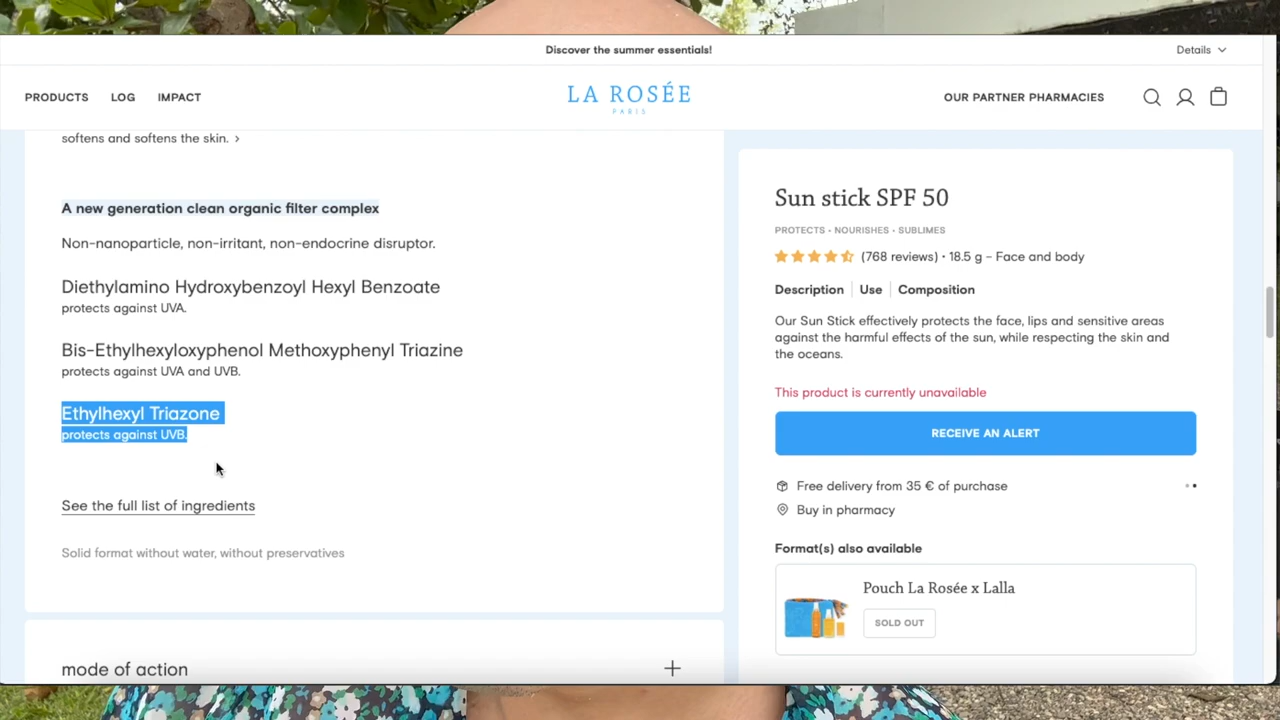 Discover the summer essentials!
Details
PRODUCTS LOG IMPACT
LA ROSÉE
PARIS
OUR PARTNER PHARMACIES
softens and softens the skin. ›
A new generation clean organic filter complex
Non-nanoparticle, non-irritant, non-endocrine disruptor.
Diethylamino Hydroxybenzoyl Hexyl Benzoate
protects against UVA.
Bis-Ethylhexyloxyphenol Methoxyphenyl Triazine
protects against UVA and UVB.
Ethylhexyl Triazone
protects against UVB.
See the full list of ingredients
Solid format without water, without preservatives
mode of action
Sun stick SPF 50
PROTECTS • NOURISHES • SUBLIMES
(768 reviews) • 18.5 g – Face and body
Description Use Composition
Our Sun Stick effectively protects the face, lips and sensitive areas
against the harmful effects of the sun, while respecting the skin and
the oceans.
This product is currently unavailable
RECEIVE AN ALERT
Free delivery from 35 € of purchase
Buy in pharmacy
Format(s) also available
Pouch La Rosée x Lalla
SOLD OUT